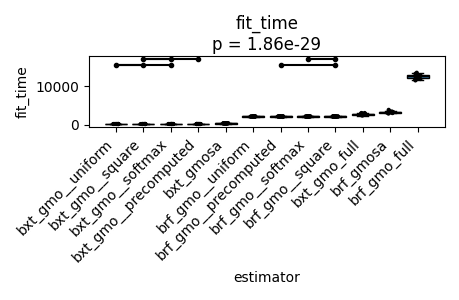 fit_time
p = 1.86e-29
fit_time
10000
0
bxt_gmo__uniform
bxt_gmo__square
bxt_gmo__softmax
bxt_gmo__precomputed
bxt_gmosa
brf_gmo__uniform
brf_gmo__precomputed
brf_gmo__softmax
brf_gmo__square
bxt_gmo_full
brf_gmosa
brf_gmo_full
estimator